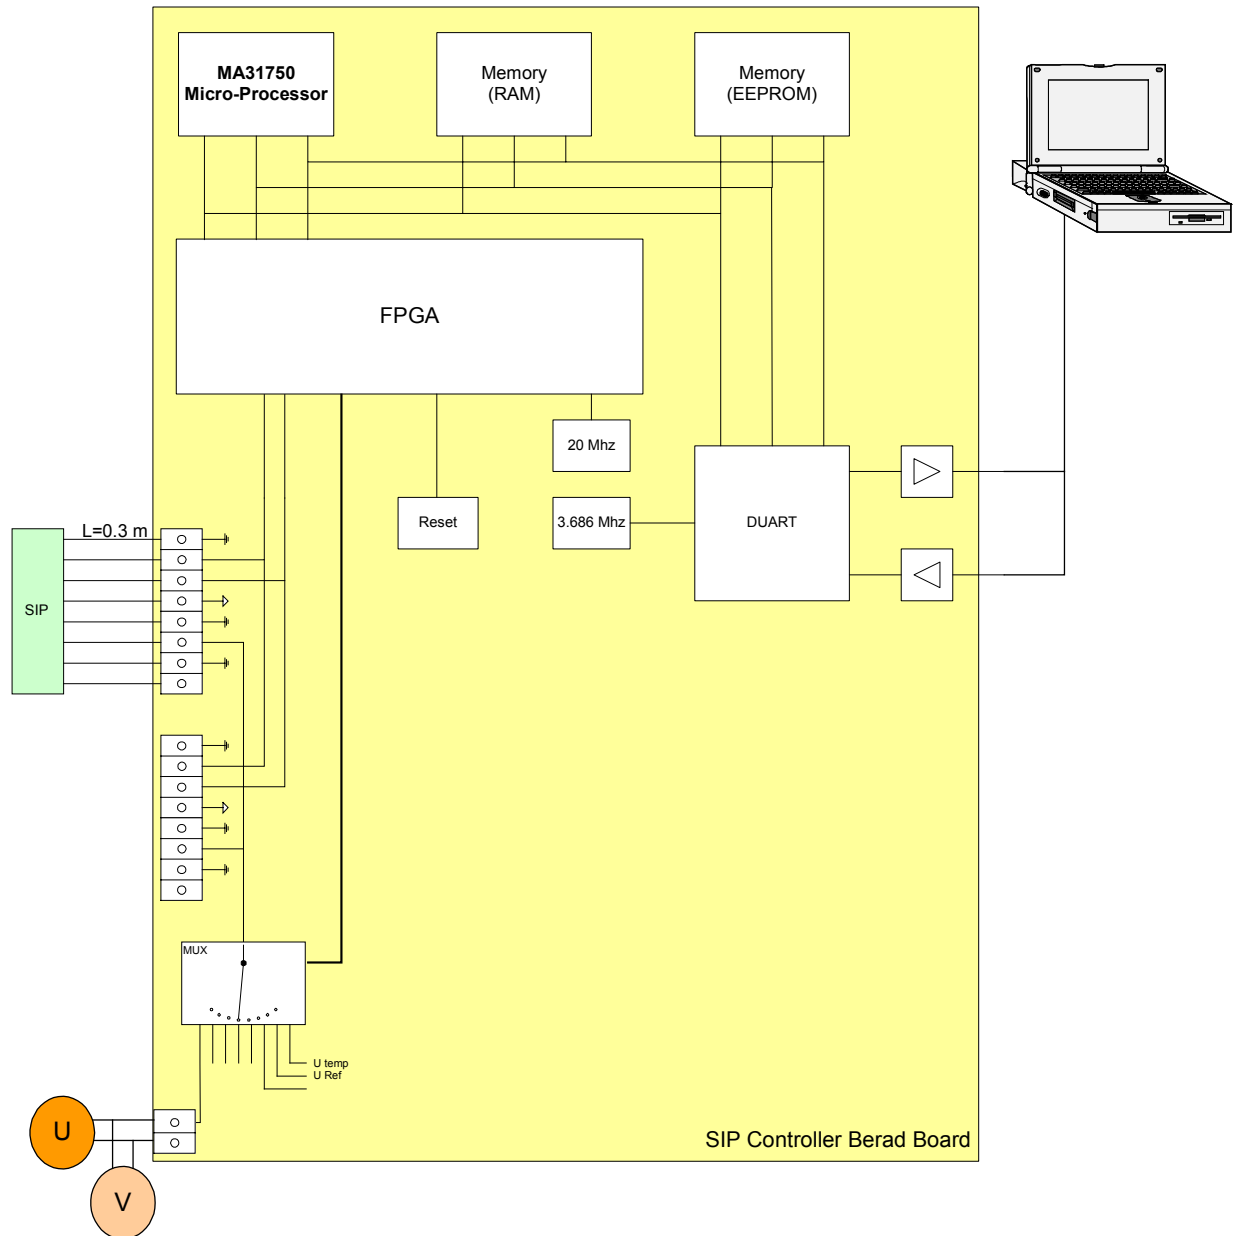 MA31750
Micro-Processor
Memory
(RAM)
Memory
(EEPROM)
FPGA
20 Mhz
Reset
3.686 Mhz
DUART
L=0.3 m
SIP
MUX
U temp
U Ref
U
V
SIP Controller Berad Board